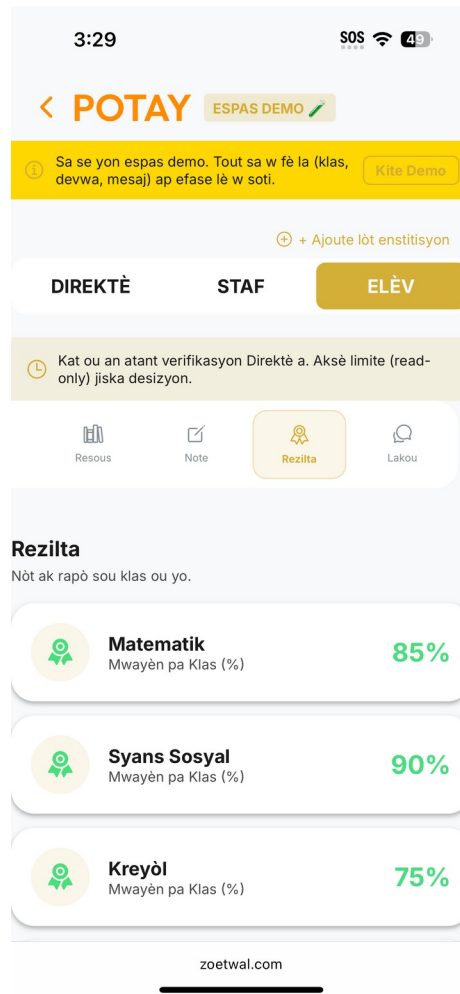 3:29
SOS
49
POTAY
ESPAS DEMO
Sa se yon espas demo. Tout sa w fè la (klas,
devwa, mesaj) ap efase lè w soti.
Kite Demo
+ Ajoute lòt enstitisyon
DIREKTÈ
STAF
ELÈV
Kat ou an atant verifikasyon Direktè a. Aksè limite (read-
only) jiska desizyon.
Resous
Note
Rezilta
Lakou
Rezilta
Nòt ak rapò sou klas ou yo.
Matematik
Mwayèn pa Klas (%)
85%
Syans Sosyal
Mwayèn pa Klas (%)
90%
Kreyòl
Mwayèn pa Klas (%)
75%
zoetwal.com